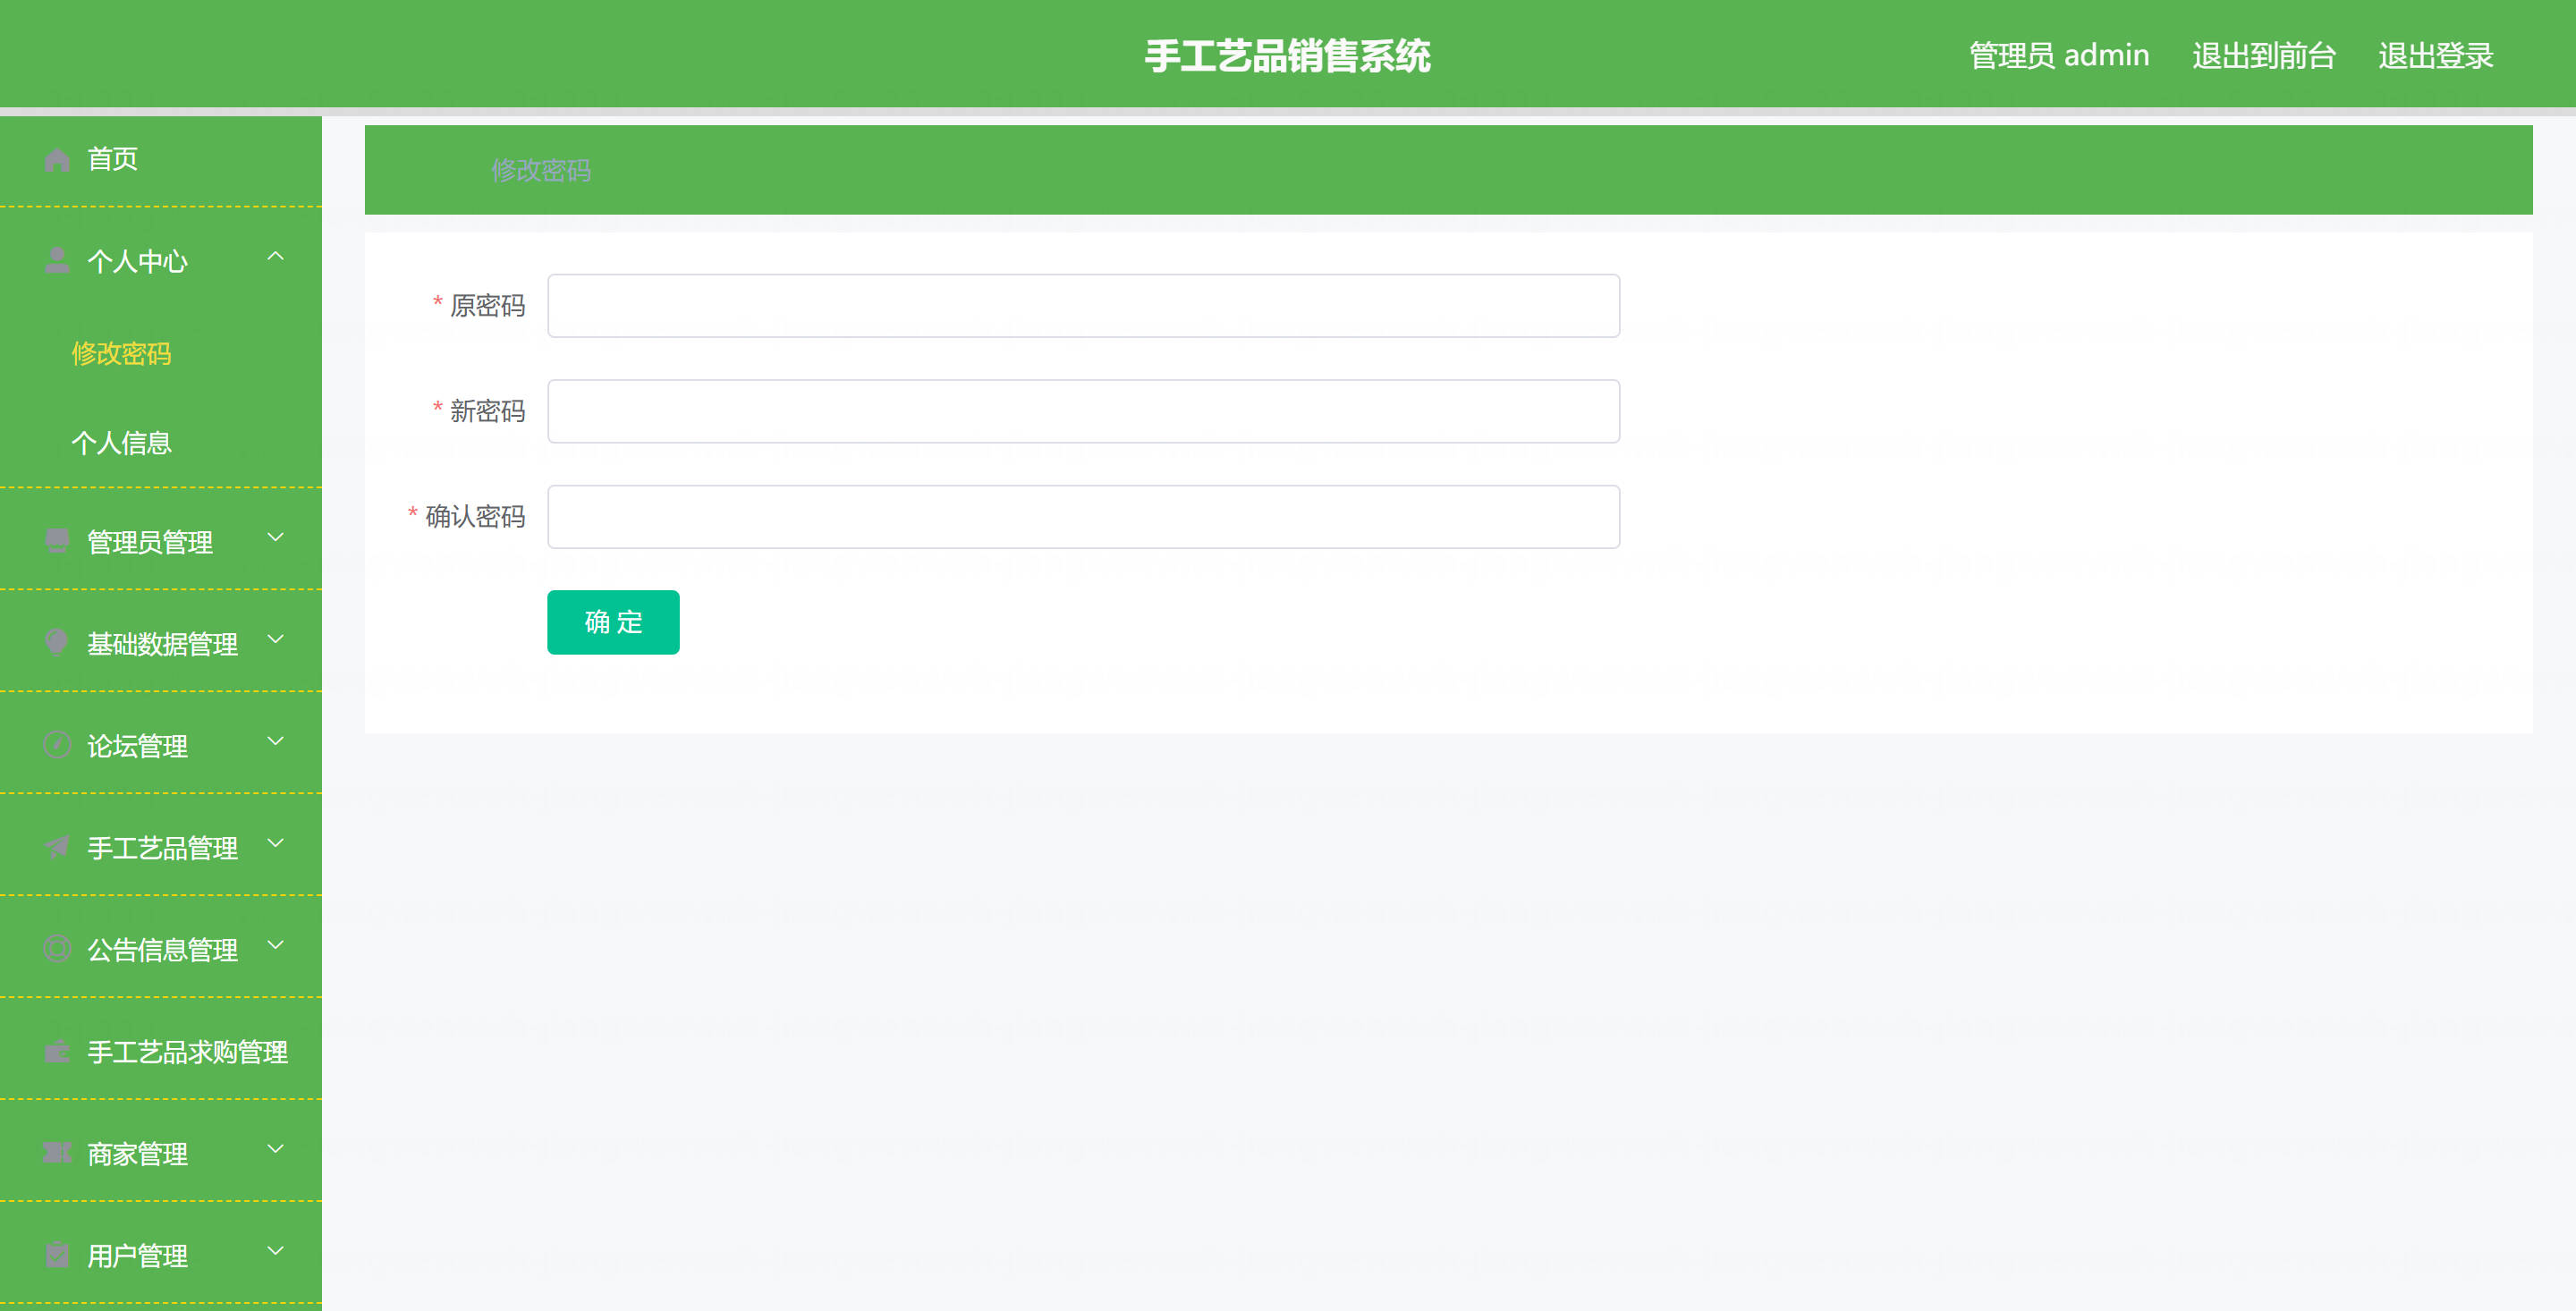 手工艺品销售系统
管理员 admin
退出到前台
退出登录
首页
个人中心
修改密码
个人信息
管理员管理
基础数据管理
论坛管理
手工艺品管理
公告信息管理
手工艺品求购管理
商家管理
用户管理
修改密码
* 原密码
* 新密码
* 确认密码
确 定